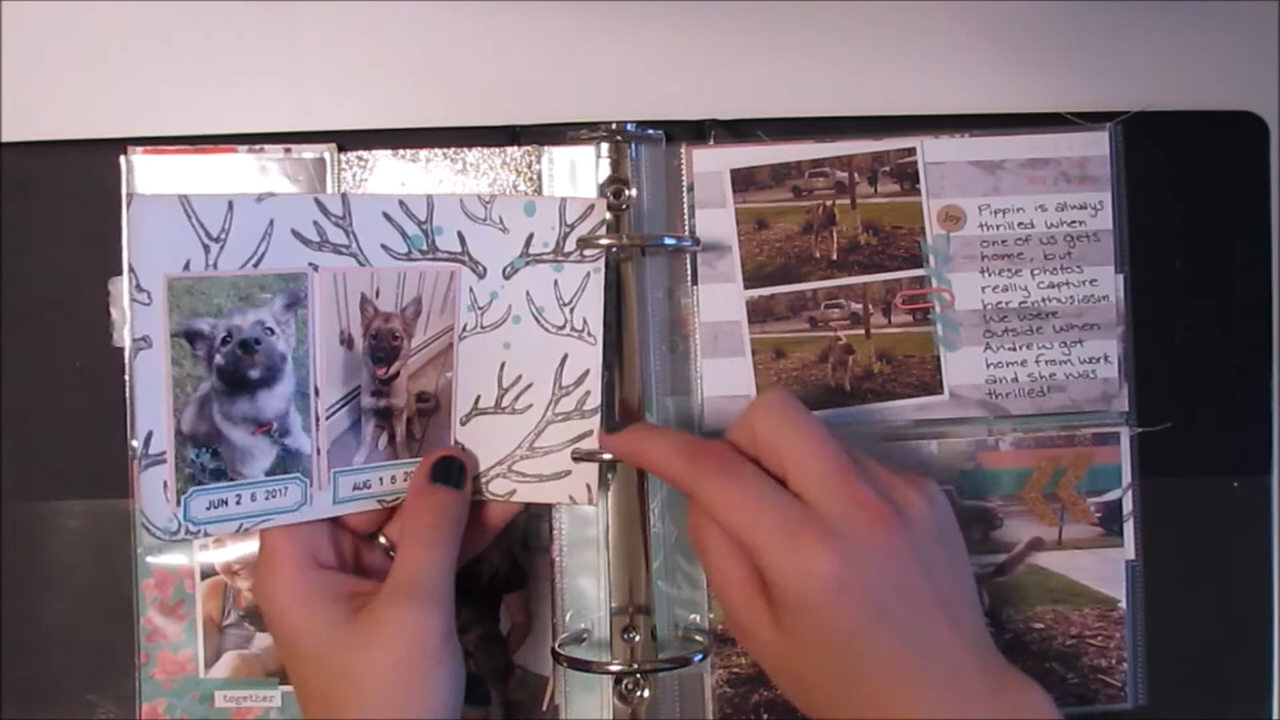 JUN 2 6 2017
AUG 1 6 20
together
Joy
Pippin is always
thrilled when
one of us gets
home, but
these photos
really capture
her enthusiasm.
We were
outside when
Andrew got
home from work
and she was
thrilled!